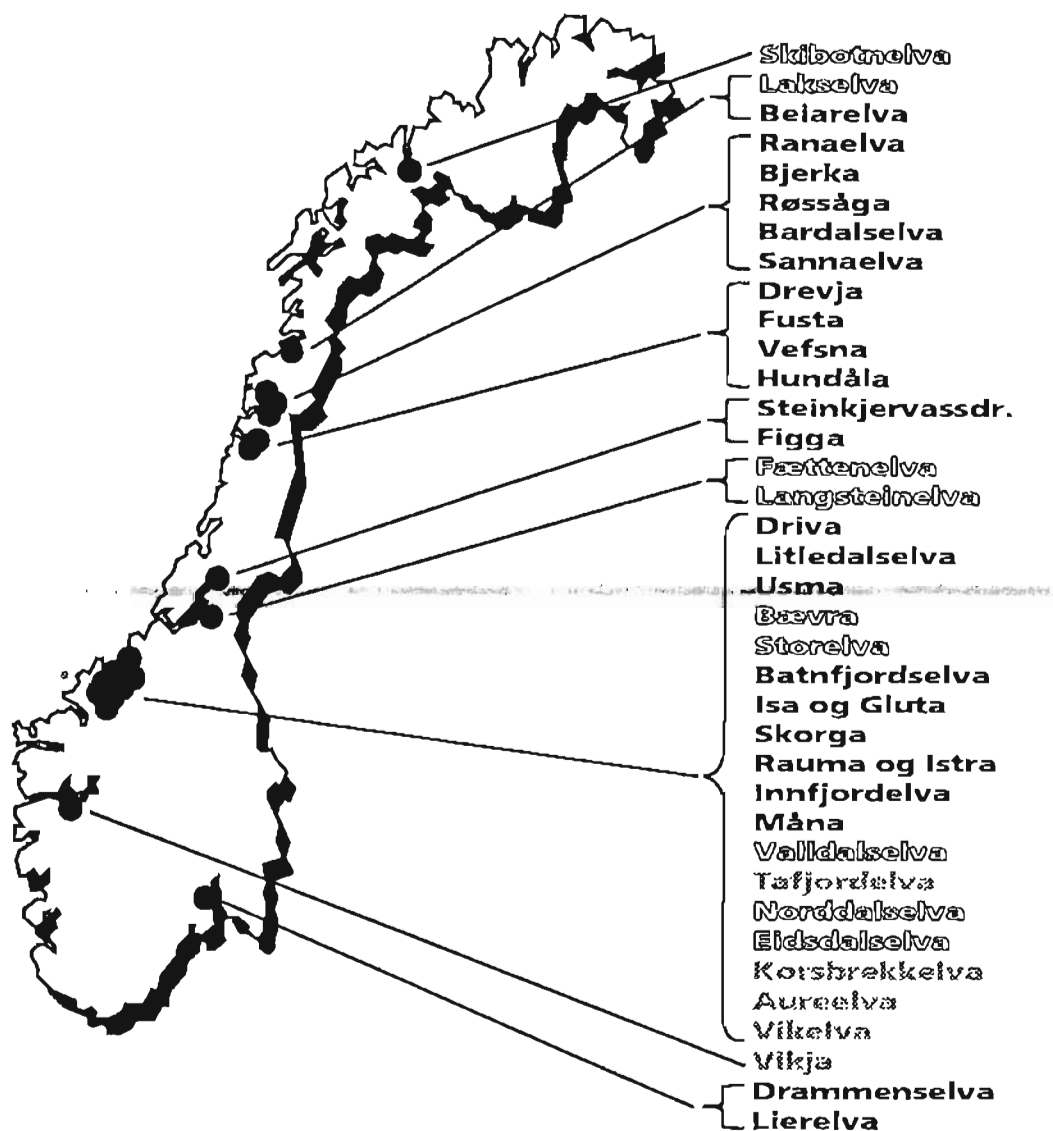 Skibotnelva
Lakselva
Beiarelva
Ranaelva
Bjerka
Røssåga
Bardalselva
Sannaelva
Drevja
Fusta
Vefsna
Hundåla
Steinkjervassdr.
Figga
Fættenelva
Langsteinelva
Driva
Litledalselva
Usma
Bævra
Storelva
Batnfjordselva
Isa og Gluta
Skorga
Rauma og Istra
Innfjordelva
Måna
Valldalselva
Tafjordelva
Norddalselva
Eidsdalselva
Korsbrekkelva
Aureelva
Vikelva
Vikja
Drammenselva
Lierelva